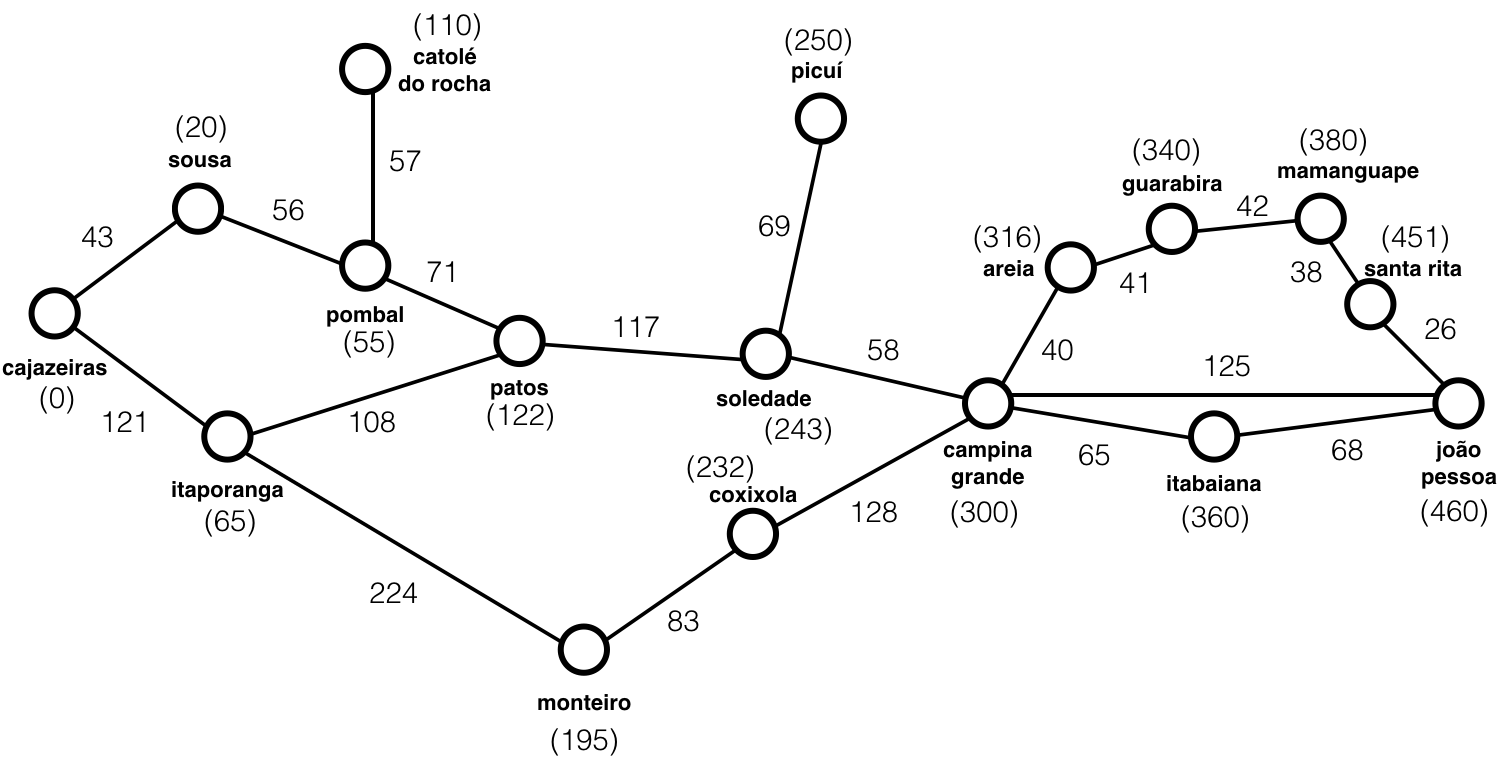 (110)
catolé
do rocha
(250)
picuí
(20)
sousa
57
(340)
guarabira
(380)
mamanguape
43
56
69
42
(316)
areia
(451)
santa rita
71
41
38
pombal
(55)
117
26
cajazeiras
(0)
121
108
patos
(122)
58
40
125
soledade
(243)
itaporanga
(65)
(232)
coxixola
campina
grande
(300)
65
itabaiana
(360)
68
joão
pessoa
(460)
128
224
83
monteiro
(195)